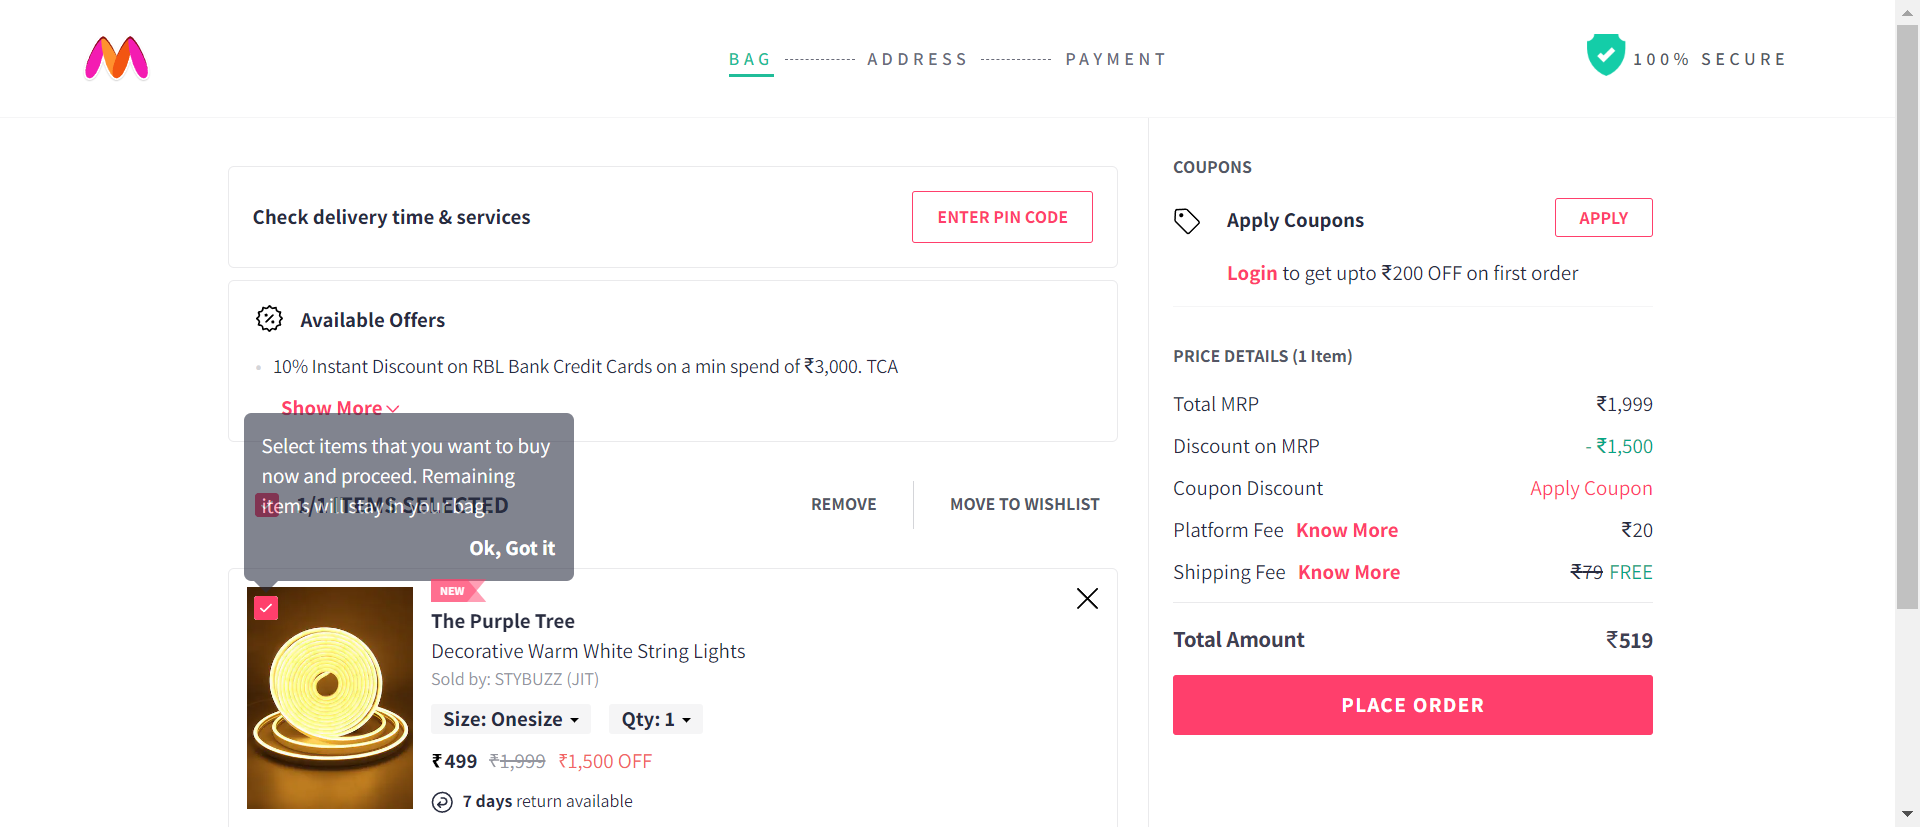 BAG ADDRESS PAYMENT
100% SECURE
Check delivery time & services
ENTER PIN CODE
Available Offers
10% Instant Discount on RBL Bank Credit Cards on a min spend of ₹3,000. TCA
Show More
Select items that you want to buy
now and proceed. Remaining
items will stay in your bag.
Ok, Got it
1/1 ITEMS SELECTED
REMOVE
MOVE TO WISHLIST
NEW
The Purple Tree
Decorative Warm White String Lights
Sold by: STYBUZZ (JIT)
Size: Onesize Qty: 1
₹499 ₹1,999 ₹1,500 OFF
7 days return available
COUPONS
Apply Coupons
APPLY
Login to get upto ₹200 OFF on first order
PRICE DETAILS (1 Item)
Total MRP ₹1,999
Discount on MRP - ₹1,500
Coupon Discount Apply Coupon
Platform Fee Know More ₹20
Shipping Fee Know More ₹79 FREE
Total Amount ₹519
PLACE ORDER